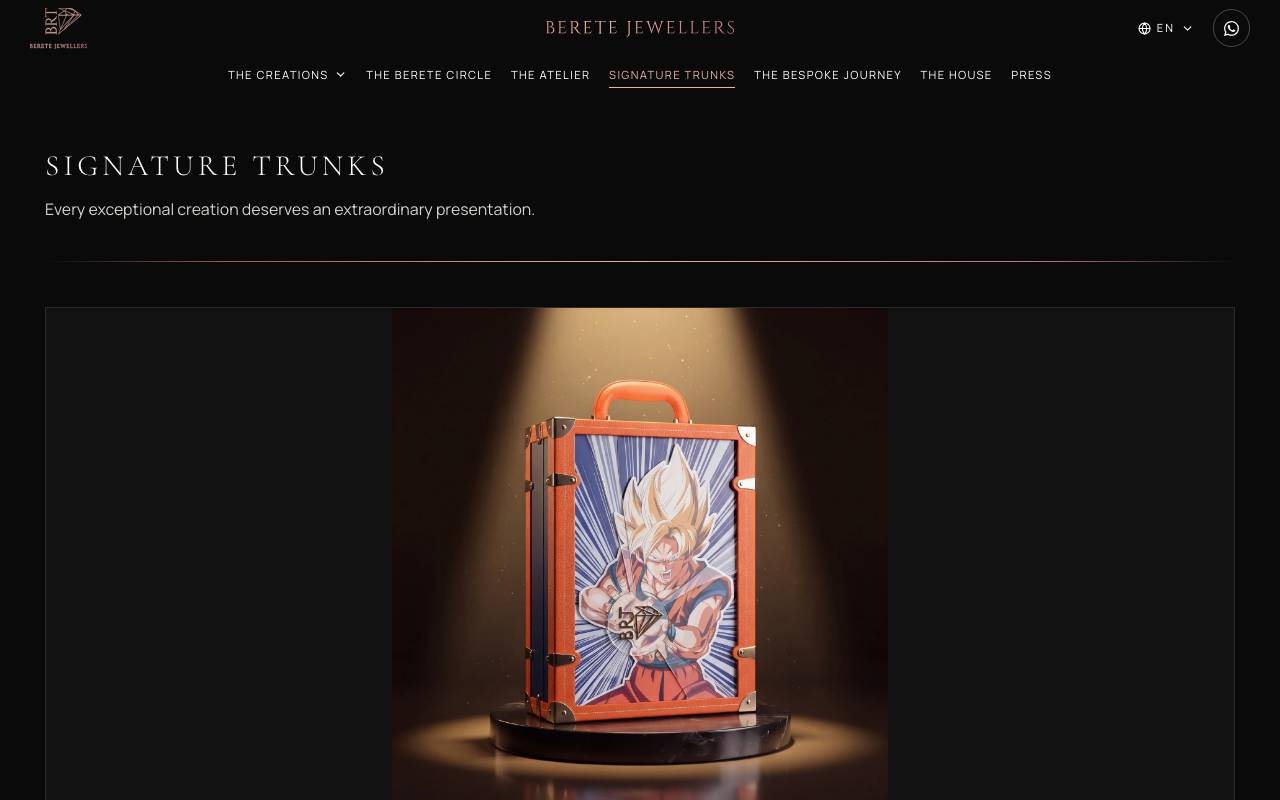 BRT
BERETE JEWELLERS
BERETE JEWELLERS
EN
THE CREATIONS
THE BERETE CIRCLE
THE ATELIER
SIGNATURE TRUNKS
THE BESPOKE JOURNEY
THE HOUSE
PRESS
SIGNATURE TRUNKS
Every exceptional creation deserves an extraordinary presentation.
BRT